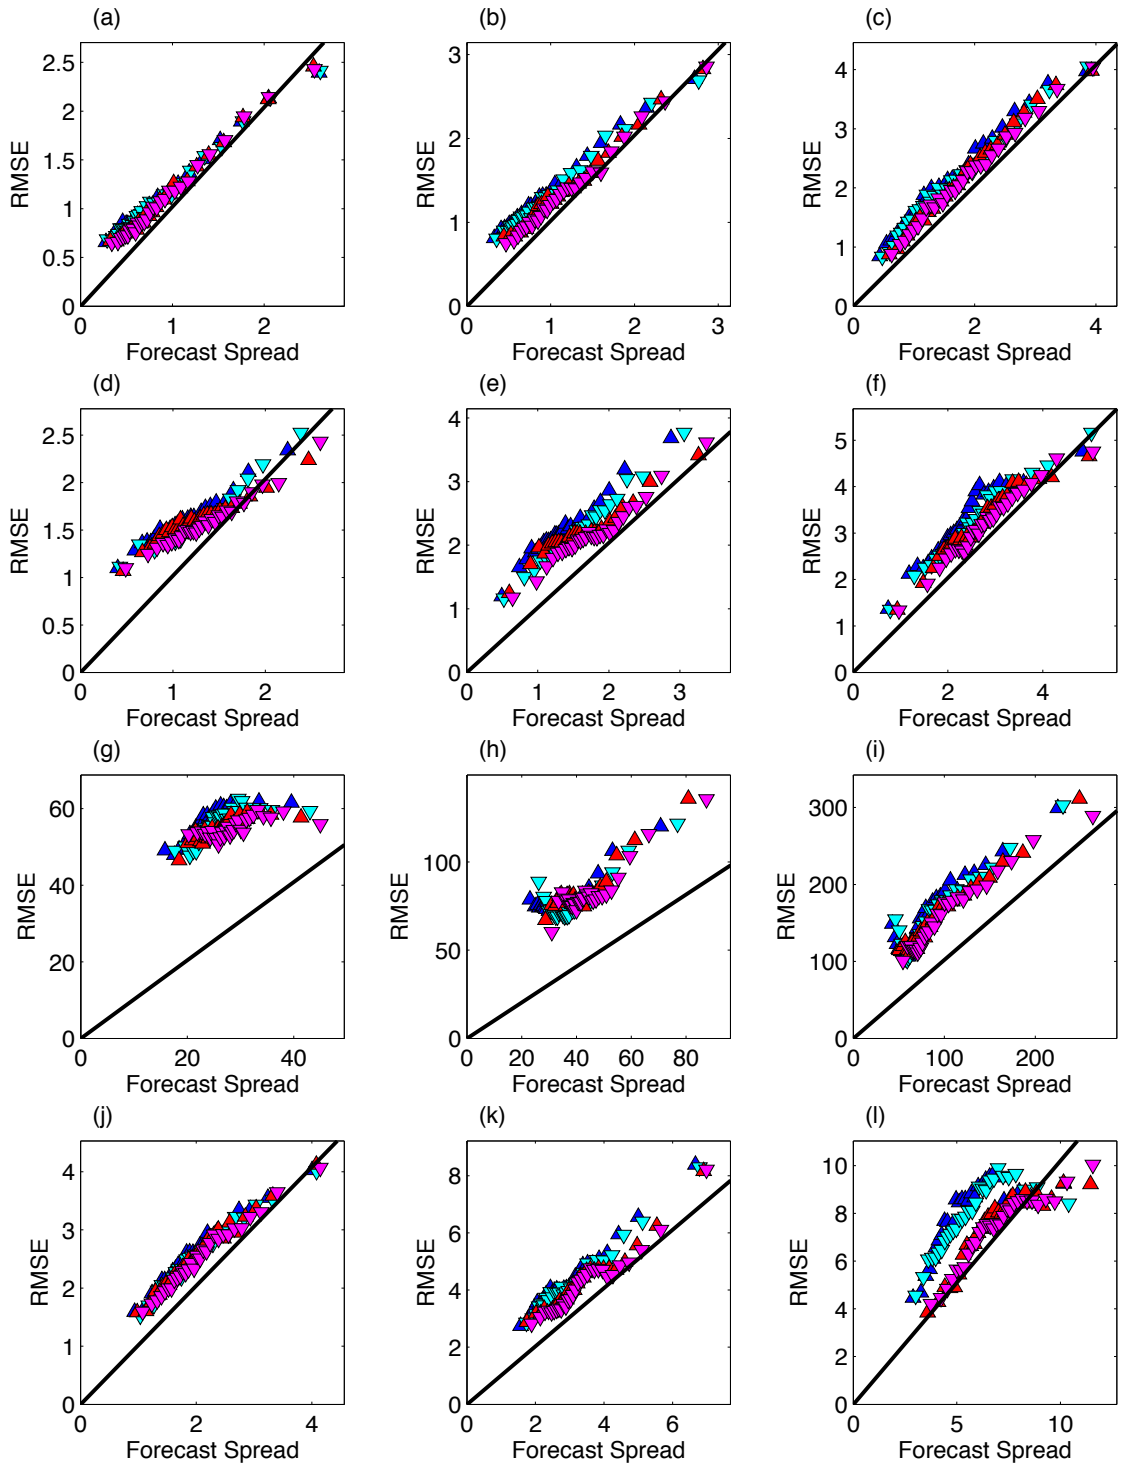 (a) (b) (c)
2.5
2
1.5
1
0.5
0
RMSE
0 1 2
Forecast Spread
3
2
1
0
RMSE
0 1 2 3
Forecast Spread
4
3
2
1
0
RMSE
0 2 4
Forecast Spread
(d) (e) (f)
2.5
2
1.5
1
0.5
0
RMSE
0 1 2
Forecast Spread
4
3
2
1
0
RMSE
0 1 2 3
Forecast Spread
5
4
3
2
1
0
RMSE
0 2 4
Forecast Spread
(g) (h) (i)
60
40
20
0
RMSE
0 20 40
Forecast Spread
100
50
0
RMSE
0 20 40 60 80
Forecast Spread
300
200
100
0
RMSE
0 100 200
Forecast Spread
(j) (k) (l)
4
3
2
1
0
RMSE
0 2 4
Forecast Spread
8
6
4
2
0
RMSE
0 2 4 6
Forecast Spread
10
8
6
4
2
0
RMSE
0 5 10
Forecast Spread